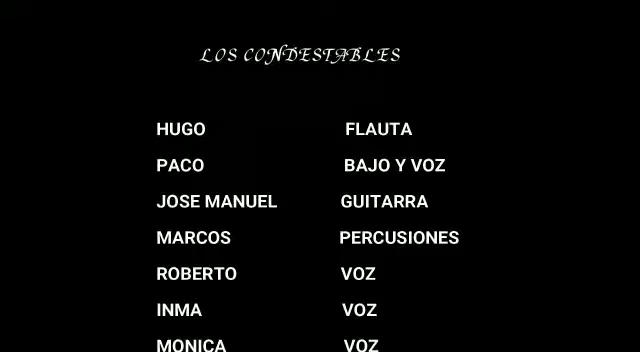 LOS CONDESTABLES
HUGO FLAUTA
PACO BAJO Y VOZ
JOSE MANUEL GUITARRA
MARCOS PERCUSIONES
ROBERTO VOZ
INMA VOZ
MONICA VOZ